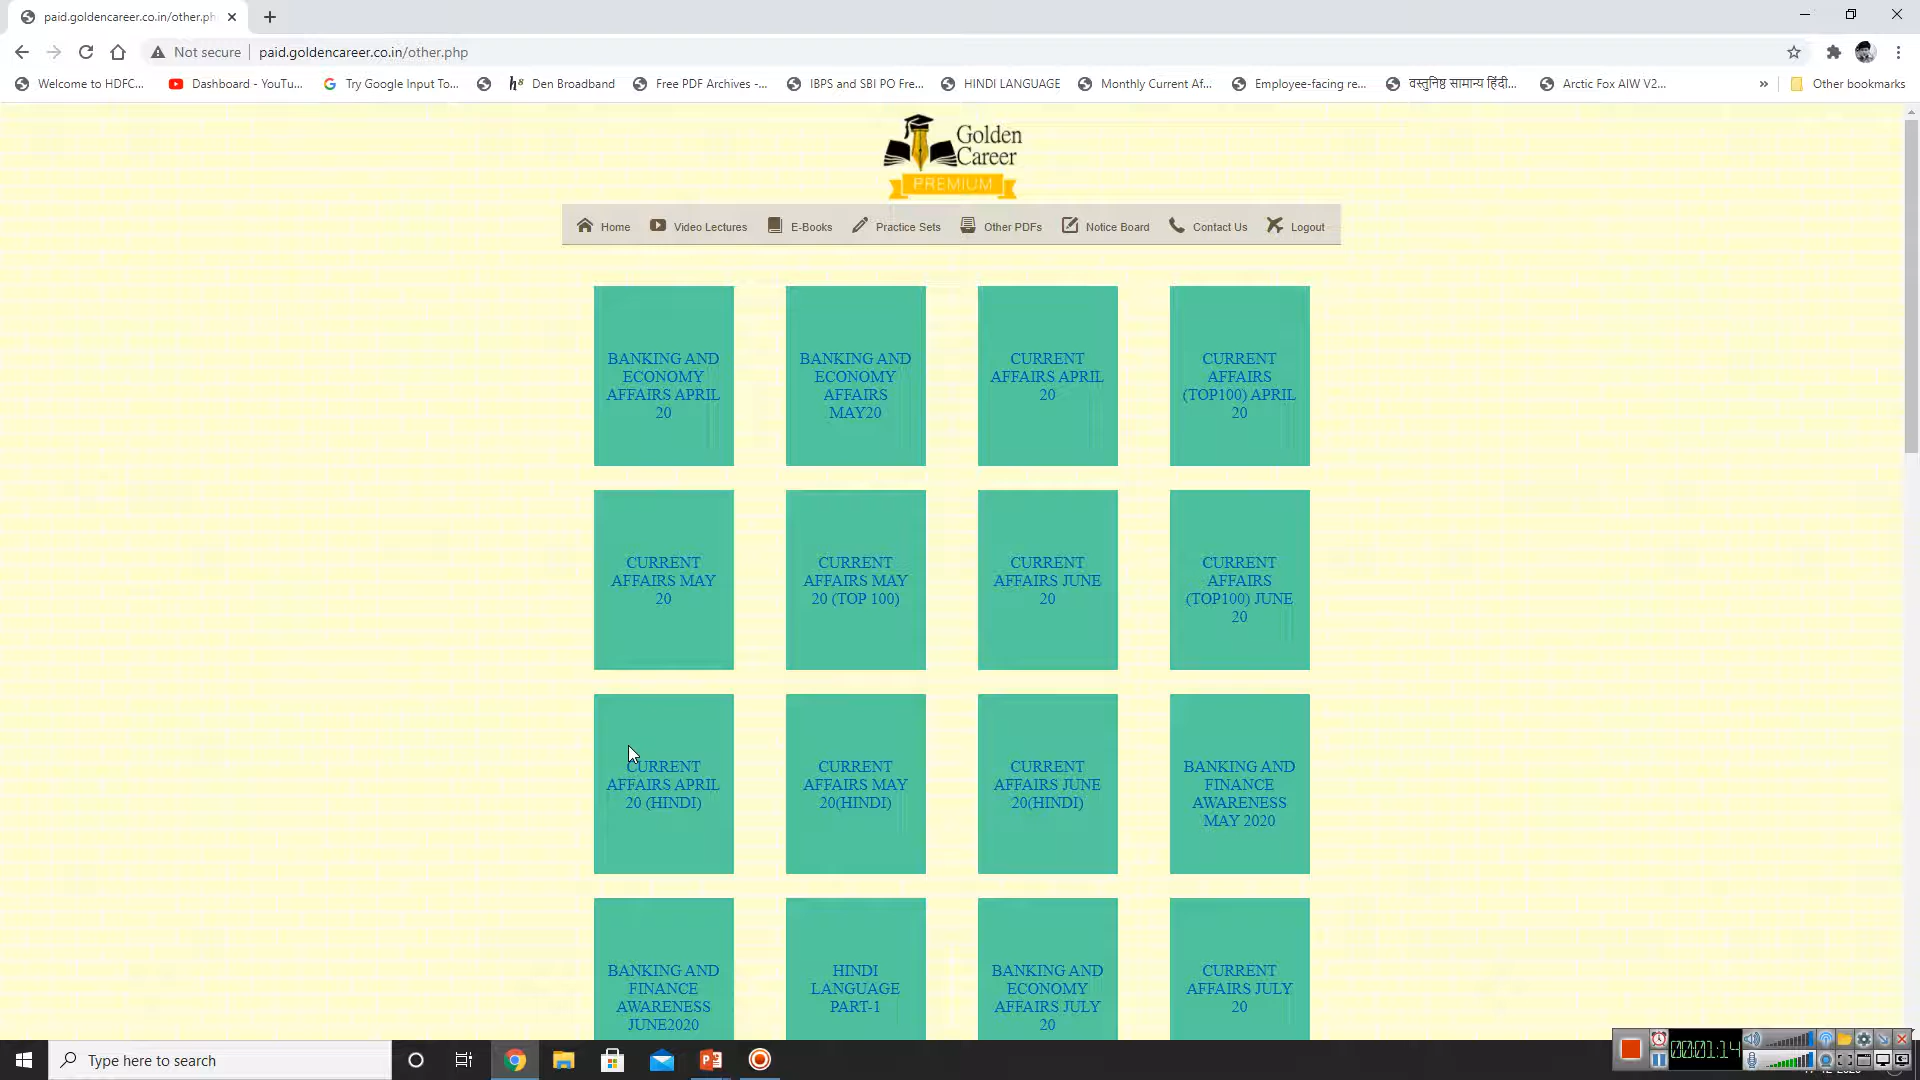 paid.goldencareer.co.in/other.ph
Not secure
paid.goldencareer.co.in/other.php
Welcome to HDFC...
Dashboard - YouTu...
Try Google Input To...
Den Broadband
Free PDF Archives -...
IBPS and SBI PO Fre...
HINDI LANGUAGE
Monthly Current Af...
Employee-facing re...
वस्तुनिष्ठ सामान्य हिंदी...
Arctic Fox AIW V2...
»
Other bookmarks
Golden
Career
PREMIUM
Home
Video Lectures
E-Books
Practice Sets
Other PDFs
Notice Board
Contact Us
Logout
BANKING AND
ECONOMY
AFFAIRS APRIL
20
BANKING AND
ECONOMY
AFFAIRS
MAY20
CURRENT
AFFAIRS APRIL
20
CURRENT
AFFAIRS
(TOP100) APRIL
20
CURRENT
AFFAIRS MAY
20
CURRENT
AFFAIRS MAY
20 (TOP 100)
CURRENT
AFFAIRS JUNE
20
CURRENT
AFFAIRS
(TOP100) JUNE
20
CURRENT
AFFAIRS APRIL
20 (HINDI)
CURRENT
AFFAIRS MAY
20(HINDI)
CURRENT
AFFAIRS JUNE
20(HINDI)
BANKING AND
FINANCE
AWARENESS
MAY 2020
BANKING AND
FINANCE
AWARENESS
JUNE2020
HINDI
LANGUAGE
PART-1
BANKING AND
ECONOMY
AFFAIRS JULY
20
CURRENT
AFFAIRS JULY
20
Type here to search
00:01:14